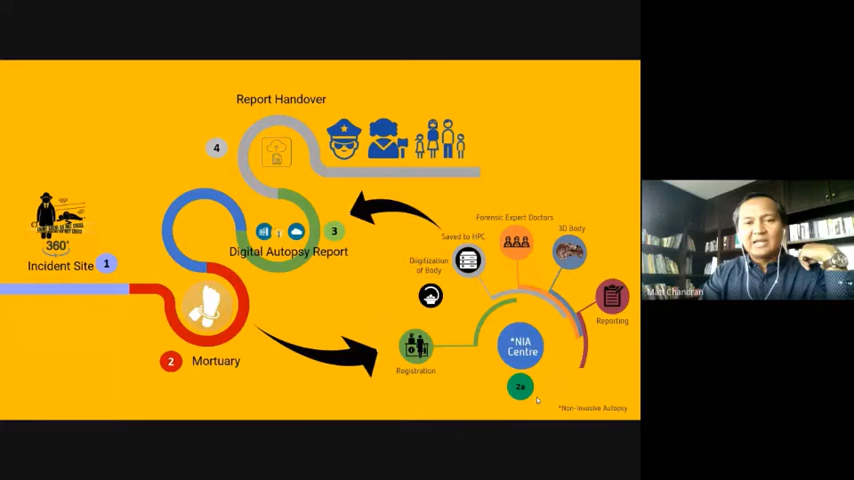 Report Handover
4
3
Digital Autopsy Report
360°
Incident Site
1
2
Mortuary
Forensic Expert Doctors
Saved to HPC
3D Body
Digitization
of Body
Reporting
Registration
*NIA
Centre
2a
*Non-Invasive Autopsy
Chandran